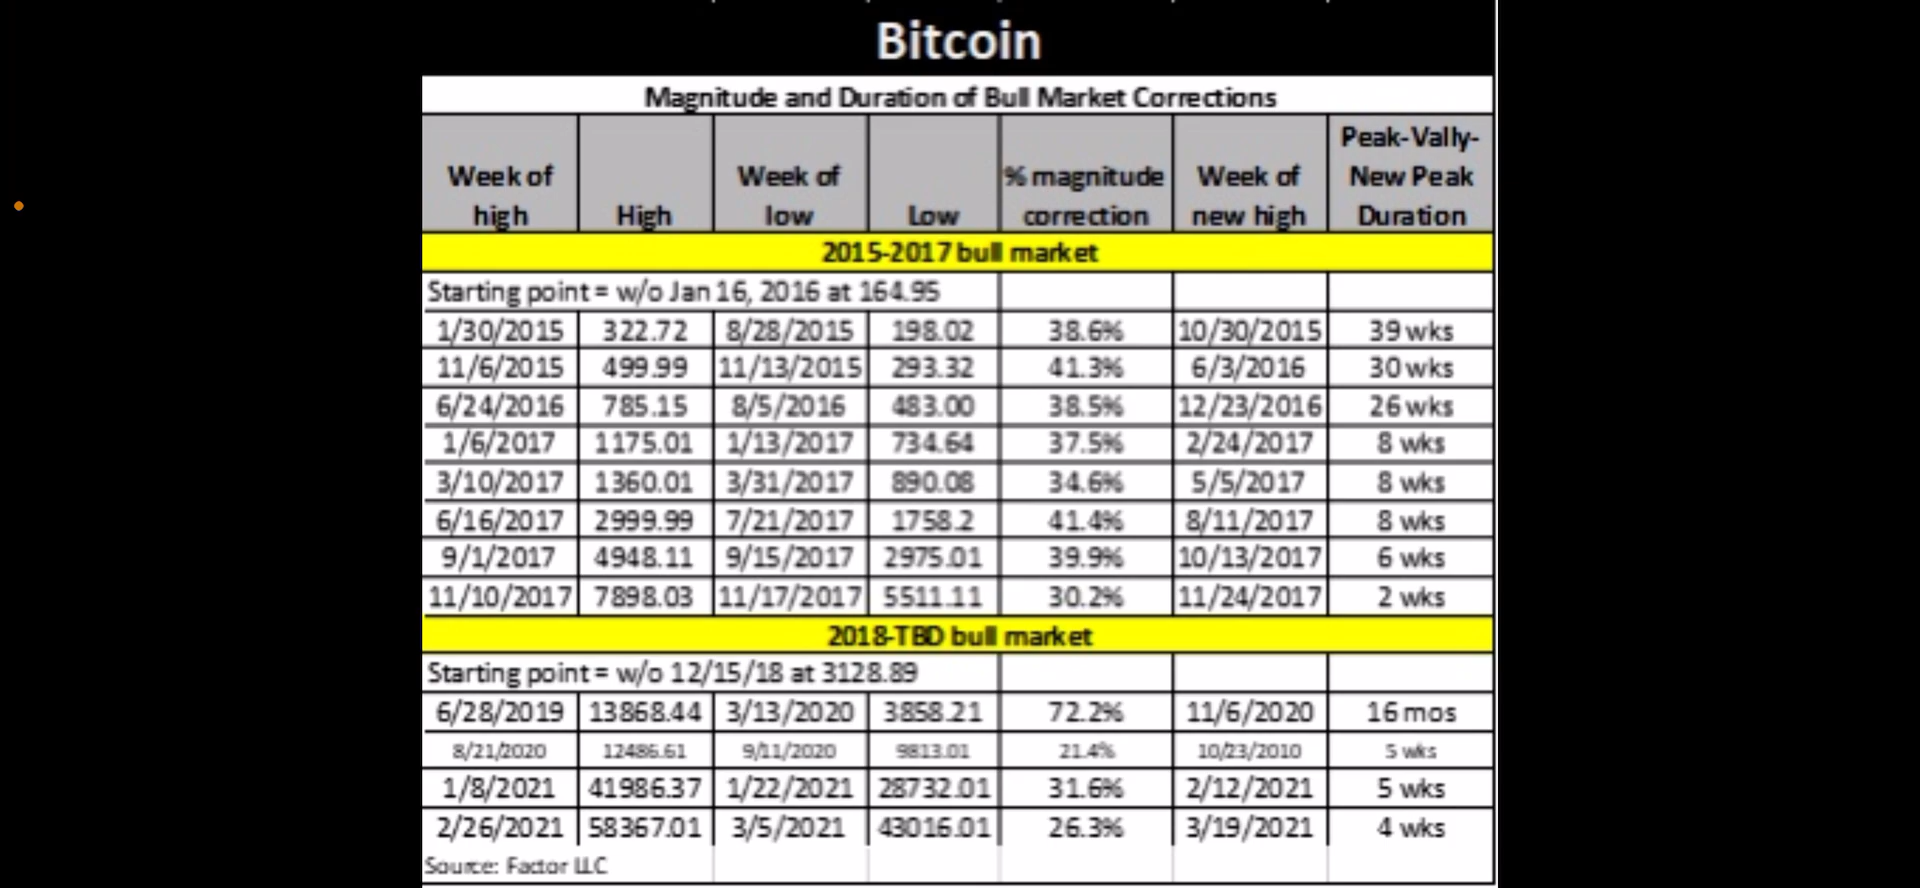 Bitcoin
Magnitude and Duration of Bull Market Corrections
Week of high High Week of low Low % magnitude correction Week of new high Peak-Vally-New Peak Duration
2015-2017 bull market
Starting point = w/o Jan 16, 2016 at 164.95
1/30/2015 322.72 8/28/2015 198.02 38.6% 10/30/2015 39 wks
11/6/2015 499.99 11/13/2015 293.32 41.3% 6/3/2016 30 wks
6/24/2016 785.15 8/5/2016 483.00 38.5% 12/23/2016 26 wks
1/6/2017 1175.01 1/13/2017 734.64 37.5% 2/24/2017 8 wks
3/10/2017 1360.01 3/31/2017 890.08 34.6% 5/5/2017 8 wks
6/16/2017 2999.99 7/21/2017 1758.2 41.4% 8/11/2017 8 wks
9/1/2017 4948.11 9/15/2017 2975.01 39.9% 10/13/2017 6 wks
11/10/2017 7898.03 11/17/2017 5511.11 30.2% 11/24/2017 2 wks
2018-TBD bull market
Starting point = w/o 12/15/18 at 3128.89
6/28/2019 13868.44 3/13/2020 3858.21 72.2% 11/6/2020 16 mos
8/21/2020 12486.61 9/11/2020 9813.01 21.4% 10/23/2010 5 wks
1/8/2021 41986.37 1/22/2021 28732.01 31.6% 2/12/2021 5 wks
2/26/2021 58367.01 3/5/2021 43016.01 26.3% 3/19/2021 4 wks
Source: Factor LLC